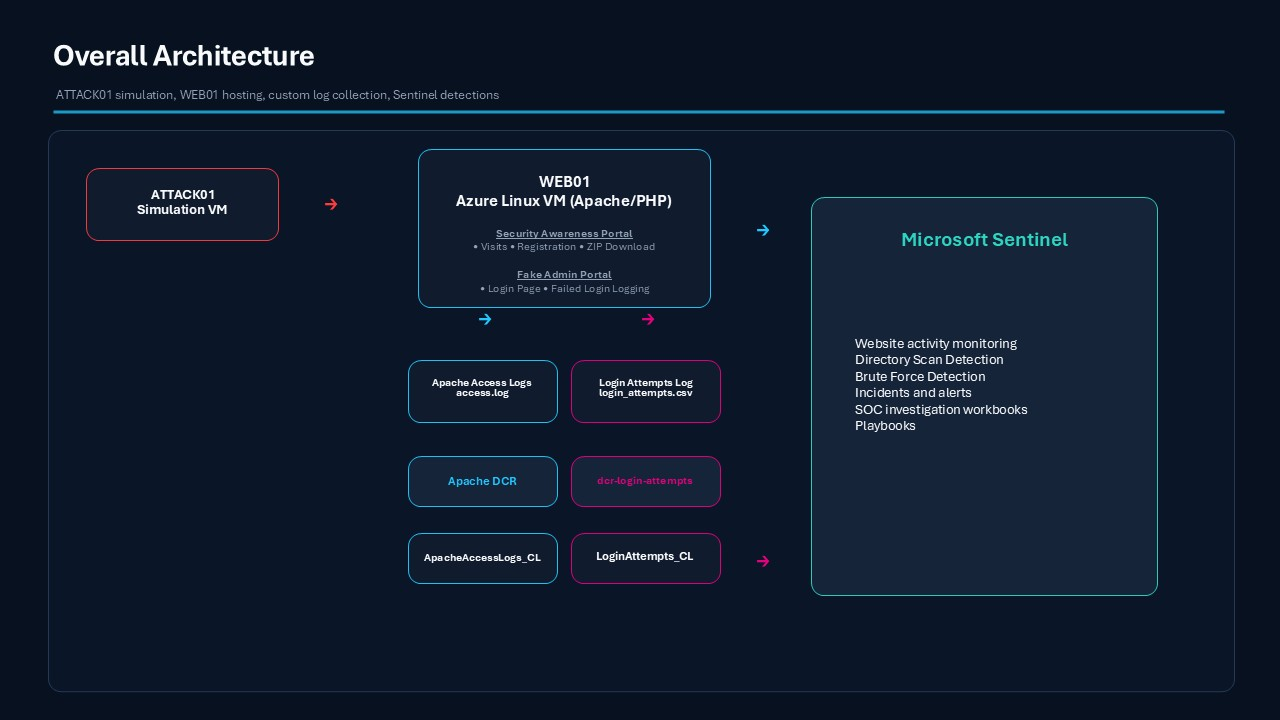 Overall Architecture
ATTACK01 simulation, WEB01 hosting, custom log collection, Sentinel detections
ATTACK01
Simulation VM
→
WEB01
Azure Linux VM (Apache/PHP)
Security Awareness Portal
• Visits • Registration • ZIP Download
Fake Admin Portal
• Login Page • Failed Login Logging
→
Microsoft Sentinel
Website activity monitoring
Directory Scan Detection
Brute Force Detection
Incidents and alerts
SOC investigation workbooks
Playbooks
→ →
Apache Access Logs
access.log
Login Attempts Log
login_attempts.csv
Apache DCR
dcr-login-attempts
ApacheAccessLogs_CL
LoginAttempts_CL
→